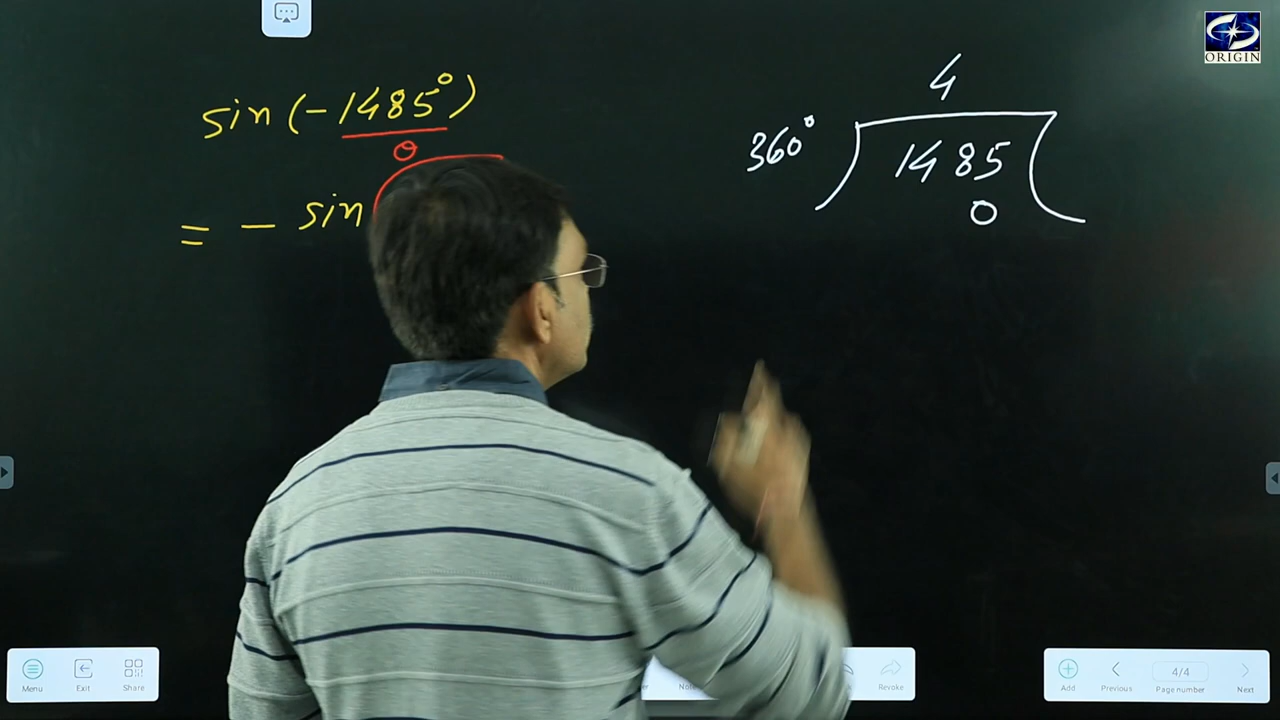 sin(-1485°)
θ
= - sin
4
360° ) 1485 (
0
ORIGIN
Menu
Exit
Share
Revoke
Add
Previous
4/4
Page number
Next